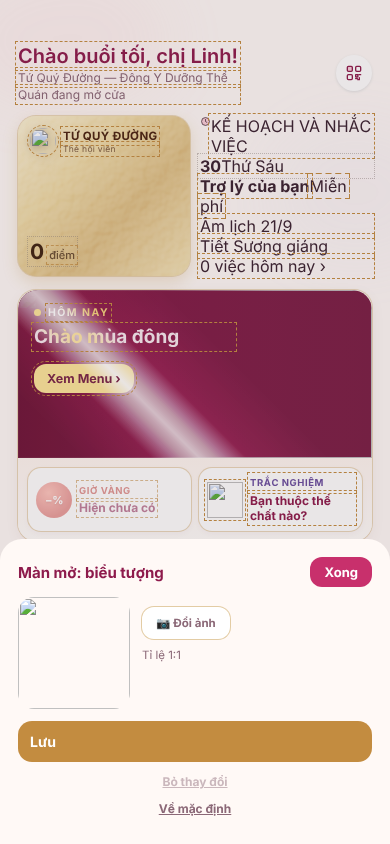 Chào buổi tối, chị Linh!
Tứ Quý Đường — Đông Y Dưỡng Thể
Quán đang mở cửa
TỨ QUÝ ĐƯỜNG
Thẻ hội viên
0 điểm
KẾ HOẠCH VÀ NHẮC
VIỆC
30Thứ Sáu
Trợ lý của bạnMiễn
phí
Âm lịch 21/9
Tiết Sương giáng
0 việc hôm nay ›
HÔM NAY
Chào mùa đông
Xem Menu ›
–%
GIỜ VÀNG
Hiện chưa có
TRẮC NGHIỆM
Bạn thuộc thể
chất nào?
Màn mở: biểu tượng
Xong
📷 Đổi ảnh
Tỉ lệ 1:1
Lưu
Bỏ thay đổi
Về mặc định